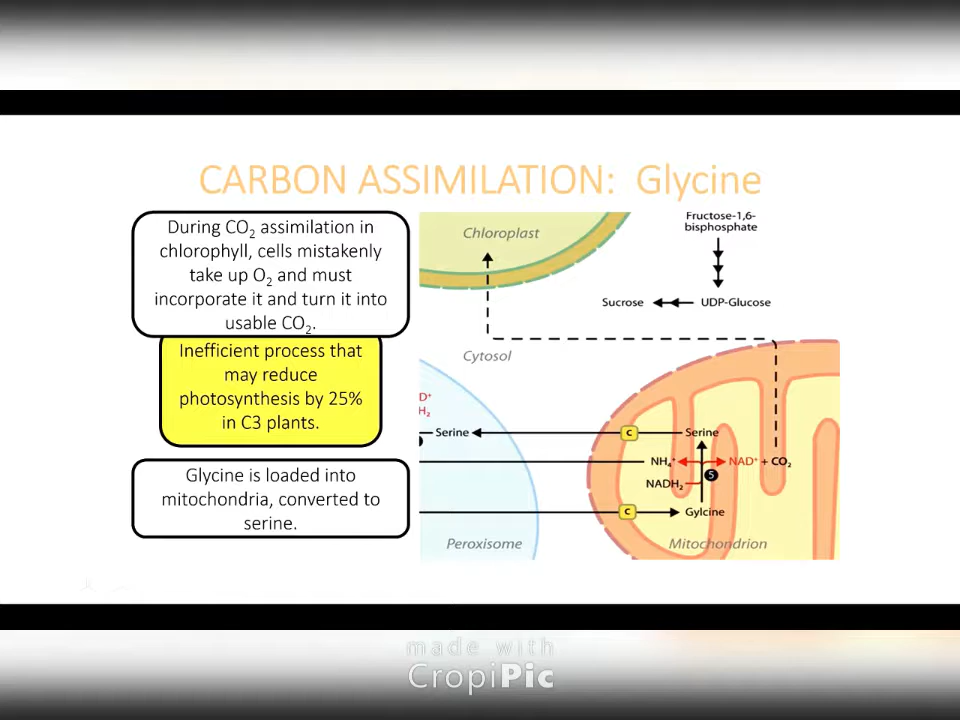 CARBON ASSIMILATION: Glycine
During CO₂ assimilation in
chlorophyll, cells mistakenly
take up O₂ and must
incorporate it and turn it into
usable CO₂.
Inefficient process that
may reduce
photosynthesis by 25%
in C3 plants.
Glycine is loaded into
mitochondria, converted to
serine.
Chloroplast
Fructose-1,6-
bisphosphate
Sucrose
UDP-Glucose
Cytosol
D⁺
H₂
Serine
c
Serine
NH₄⁺
NAD⁺ + CO₂
5
NADH₂
c
Gylcine
Peroxisome
Mitochondrion
made with
CropiPic